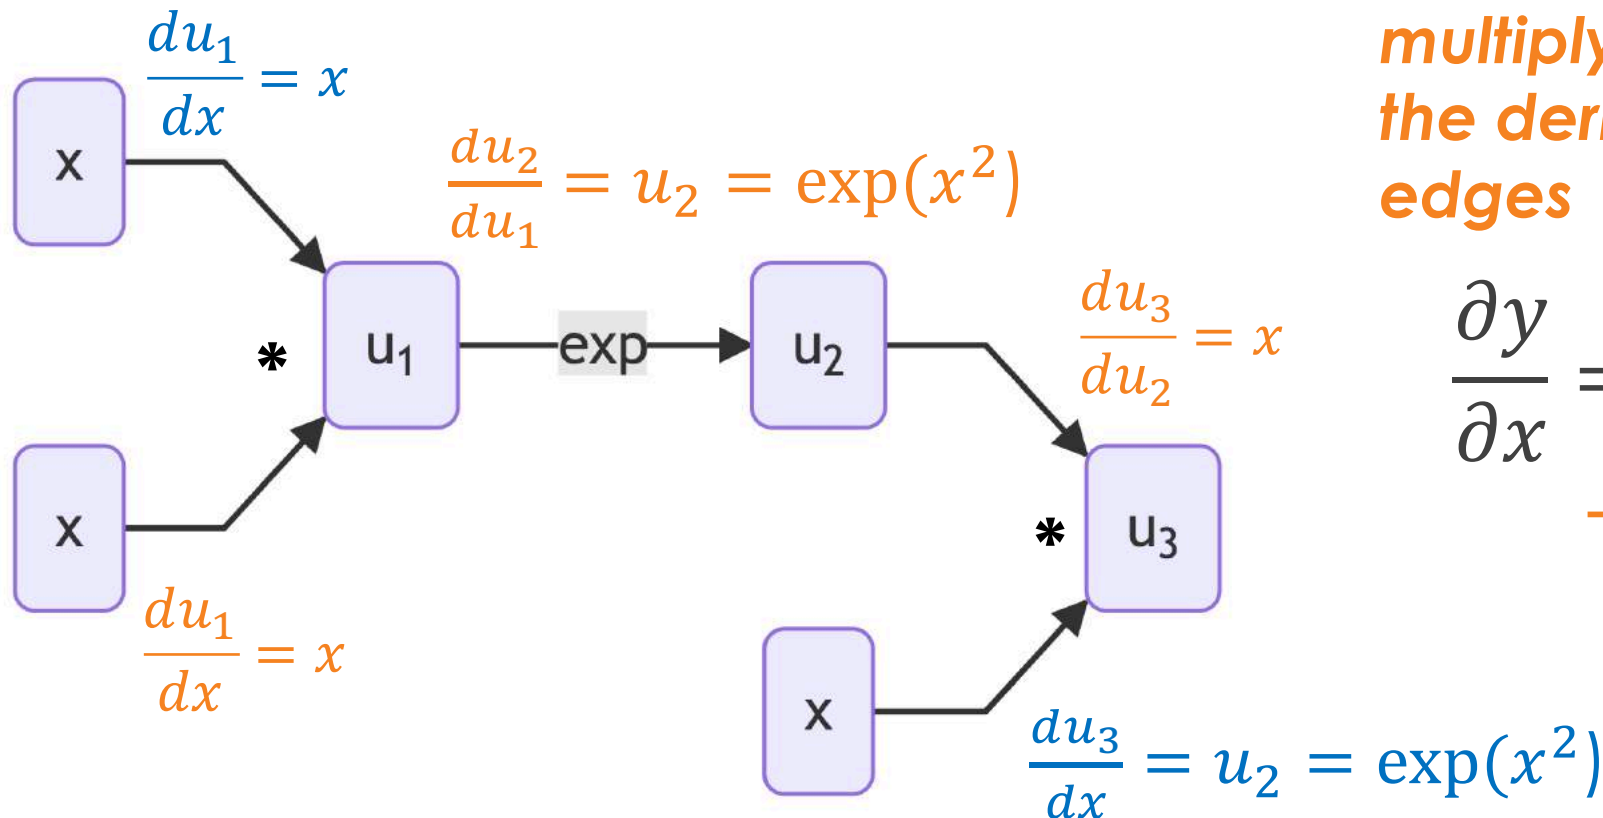 du₁/dx = x
x
du₂/du₁ = u₂ = exp(x²)
* u₁ exp u₂
du₃/du₂ = x
x
du₁/dx = x
* u₃
x
du₃/dx = u₂ = exp(x²)
multiply
the
edges
∂y/∂x =